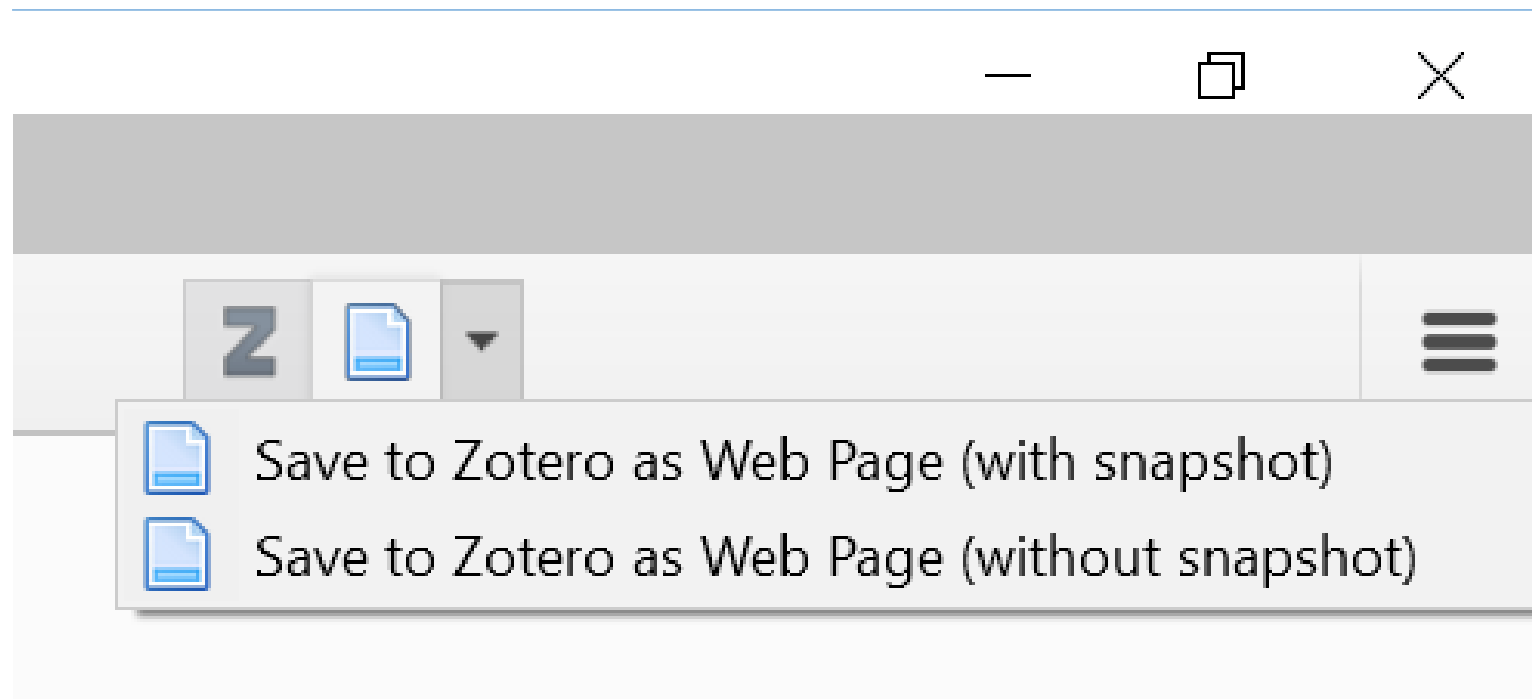 Z
Save to Zotero as Web Page (with snapshot)
Save to Zotero as Web Page (without snapshot)